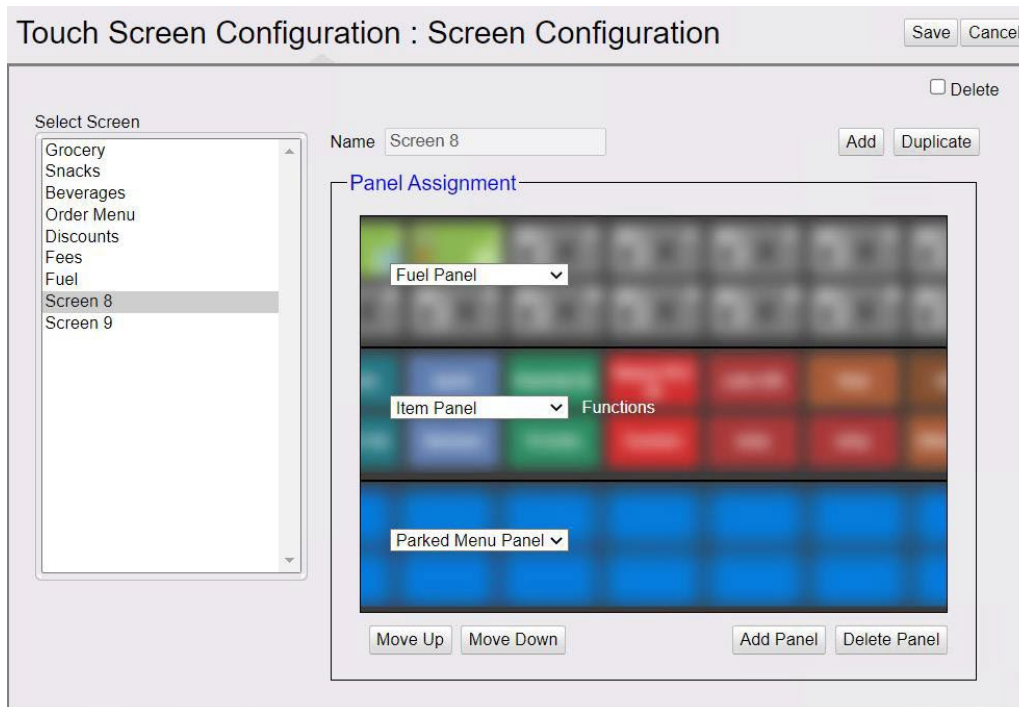 Touch Screen Configuration : Screen Configuration
Save Cancel
Delete
Select Screen
Grocery
Snacks
Beverages
Order Menu
Discounts
Fees
Fuel
Screen 8
Screen 9
Name Screen 8
Add Duplicate
Panel Assignment
Fuel Panel
Item Panel Functions
Parked Menu Panel
Move Up Move Down Add Panel Delete Panel